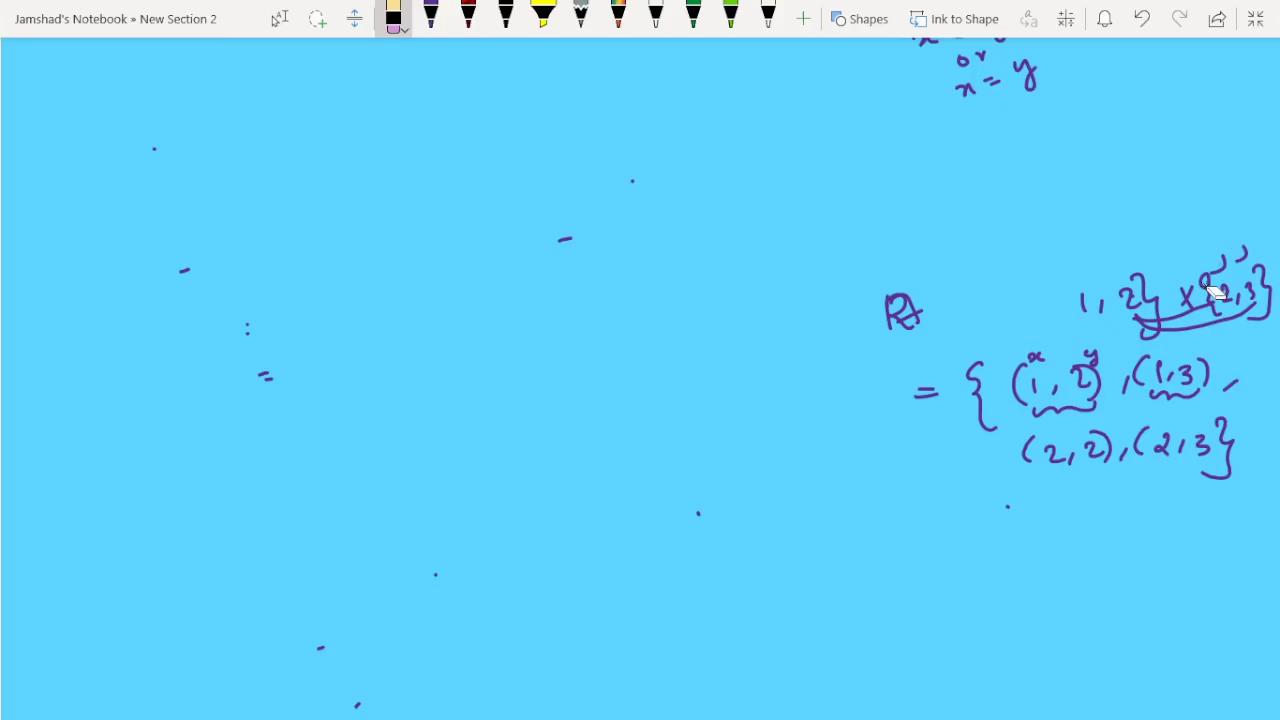 Jamshad's Notebook » New Section 2
Shapes
Ink to Shape
or
x = y
1, 2} × {2,3}
x y
= { (1, 2), (1,3),
(2,2), (2,3}